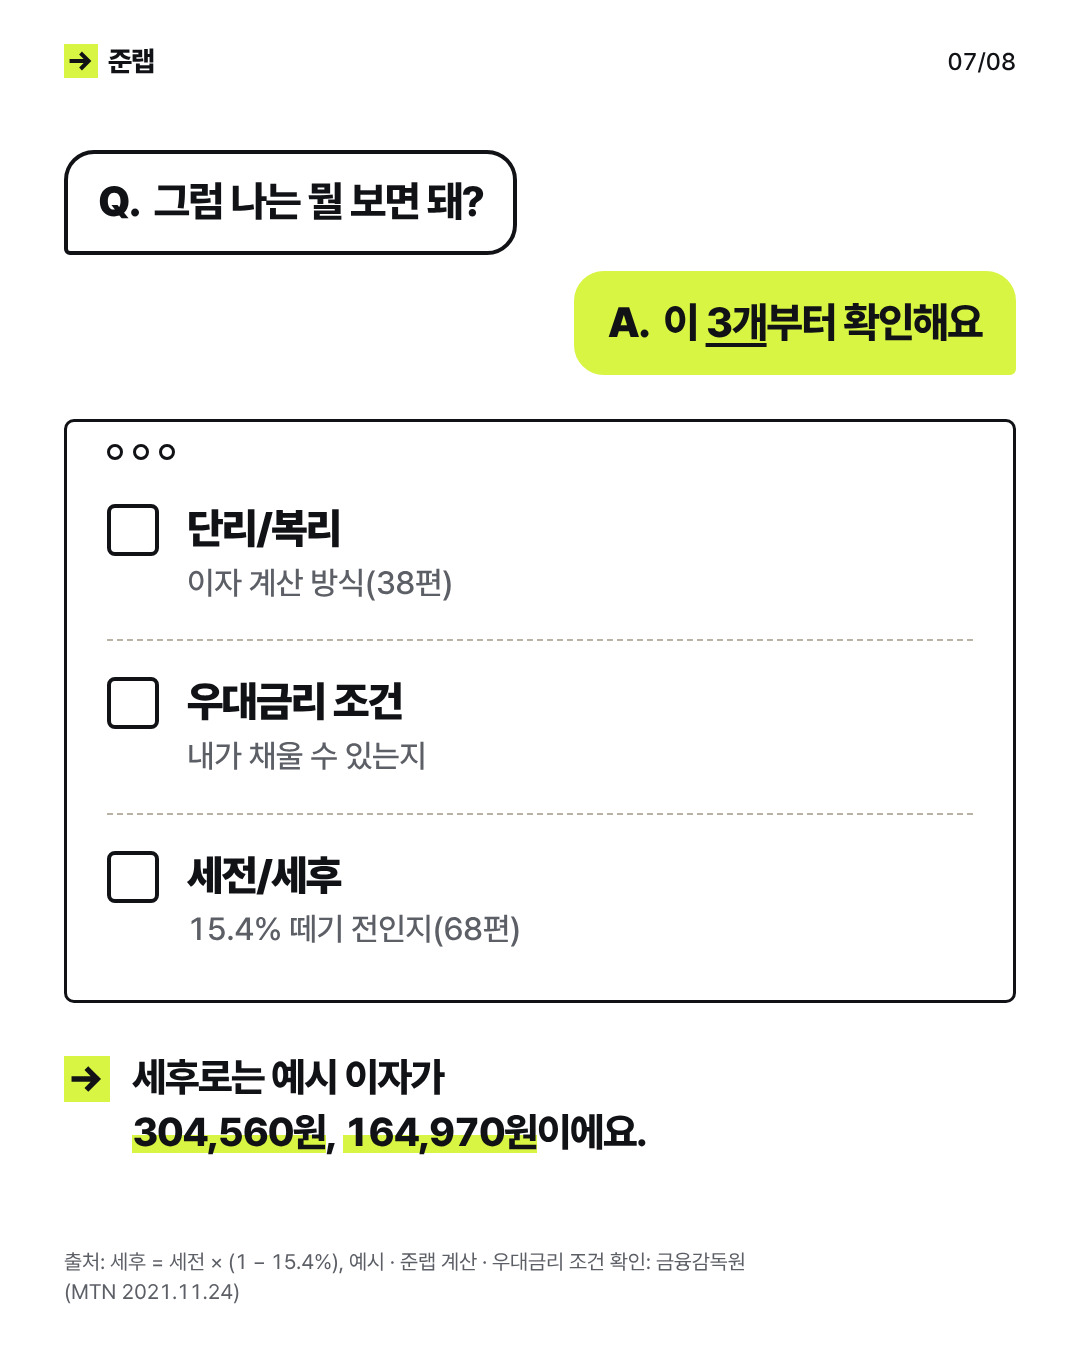 준랩
07/08
Q. 그럼 나는 뭘 보면 돼?
A. 이 3개부터 확인해요
단리/복리
이자 계산 방식(38편)
우대금리 조건
내가 채울 수 있는지
세전/세후
15.4% 떼기 전인지(68편)
세후로는 예시 이자가
304,560원, 164,970원이에요.
출처: 세후 = 세전 × (1 − 15.4%), 예시 · 준랩 계산 · 우대금리 조건 확인: 금융감독원
(MTN 2021.11.24)